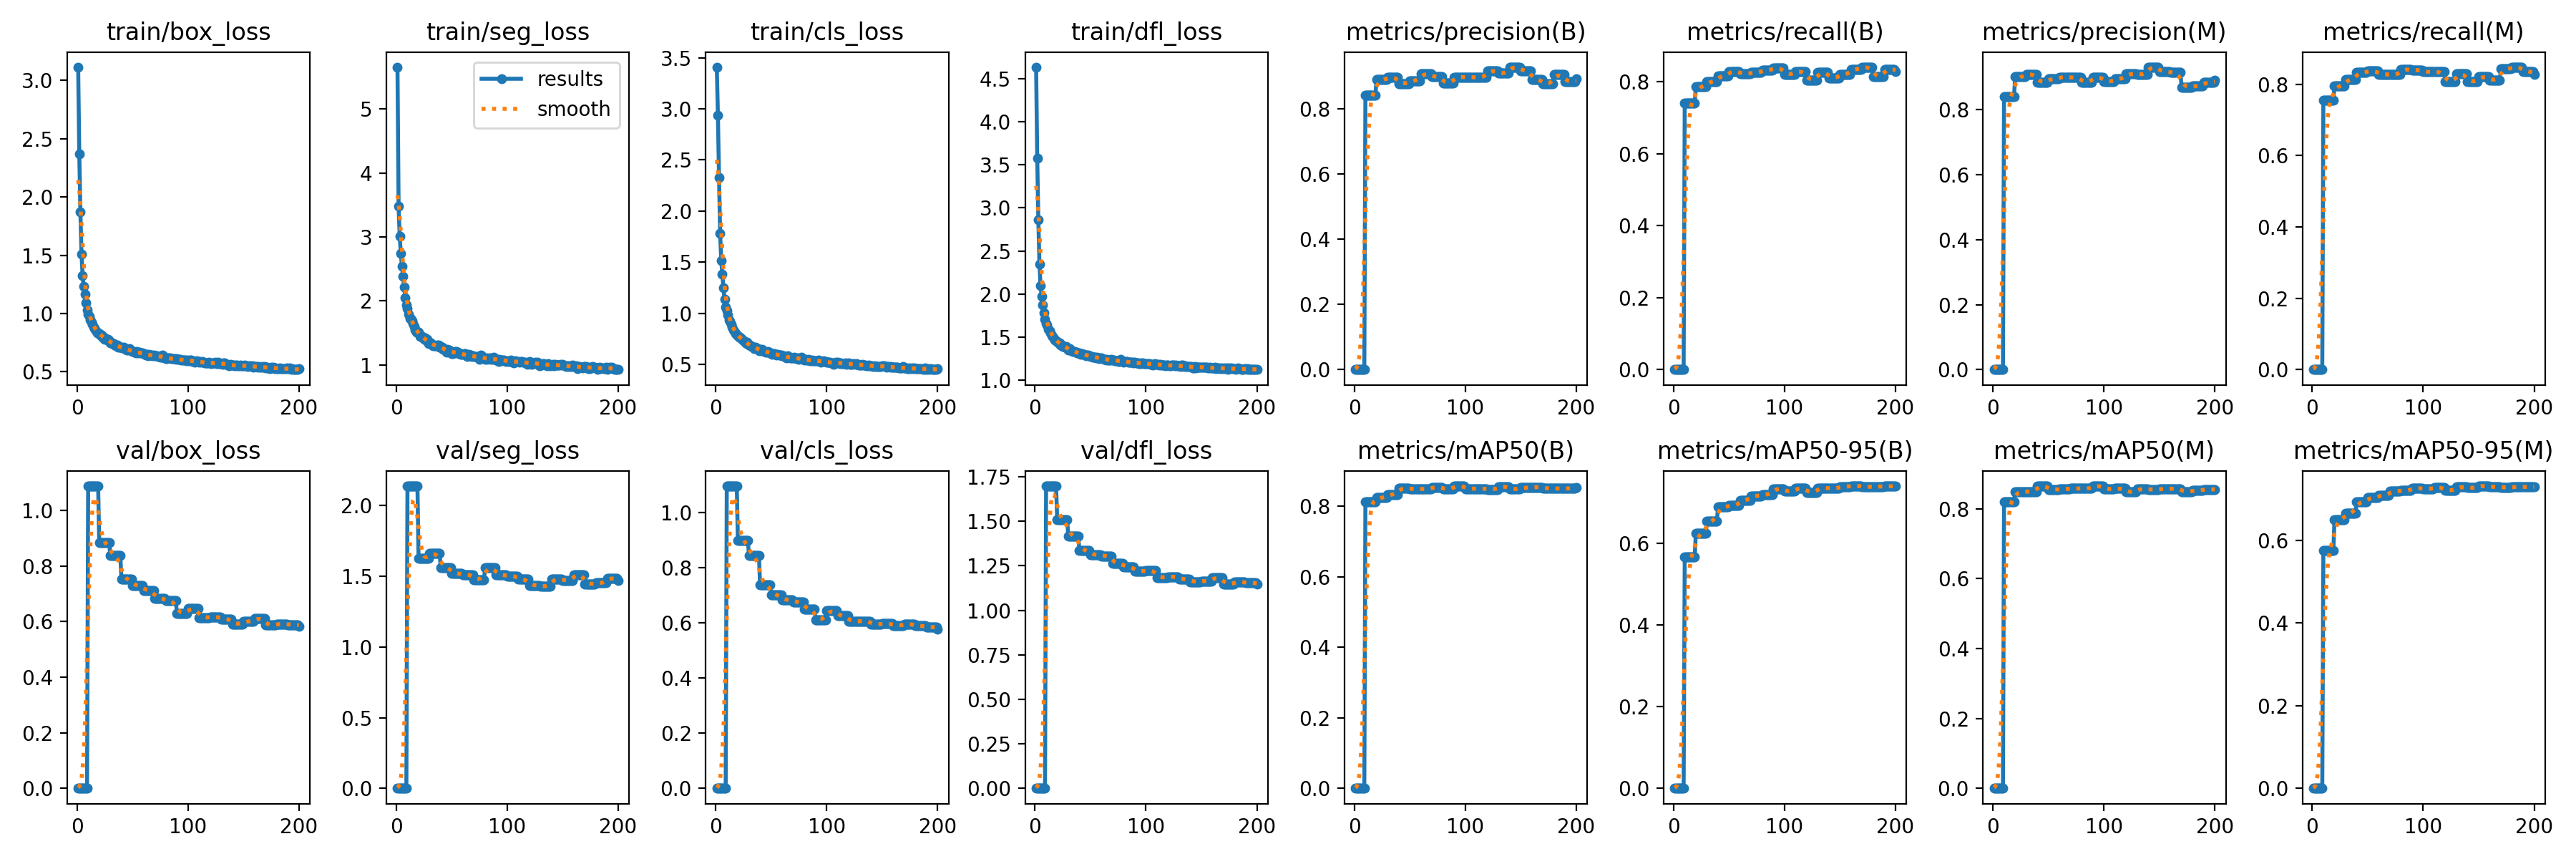 train/box_loss
train/seg_loss
train/cls_loss
train/dfl_loss
metrics/precision(B)
metrics/recall(B)
metrics/precision(M)
metrics/recall(M)
3.0
2.5
2.0
1.5
1.0
0.5
0 100 200
results
smooth
5
4
3
2
1
0 100 200
3.5
3.0
2.5
2.0
1.5
1.0
0.5
0 100 200
4.5
4.0
3.5
3.0
2.5
2.0
1.5
1.0
0 100 200
0.8
0.6
0.4
0.2
0.0
0 100 200
0.8
0.6
0.4
0.2
0.0
0 100 200
0.8
0.6
0.4
0.2
0.0
0 100 200
0.8
0.6
0.4
0.2
0.0
0 100 200
val/box_loss
val/seg_loss
val/cls_loss
val/dfl_loss
metrics/mAP50(B)
metrics/mAP50-95(B)
metrics/mAP50(M)
metrics/mAP50-95(M)
1.0
0.8
0.6
0.4
0.2
0.0
0 100 200
2.0
1.5
1.0
0.5
0.0
0 100 200
1.0
0.8
0.6
0.4
0.2
0.0
0 100 200
1.75
1.50
1.25
1.00
0.75
0.50
0.25
0.00
0 100 200
0.8
0.6
0.4
0.2
0.0
0 100 200
0.6
0.4
0.2
0.0
0 100 200
0.8
0.6
0.4
0.2
0.0
0 100 200
0.6
0.4
0.2
0.0
0 100 200